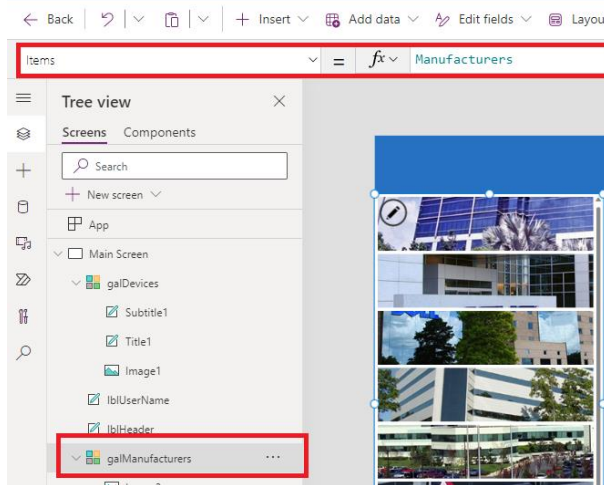 Back Insert Add data Edit fields Layou
Items = fx Manufacturers
Tree view
Screens Components
Search
New screen
App
Main Screen
galDevices
Subtitle1
Title1
Image1
lblUserName
lblHeader
galManufacturers ...